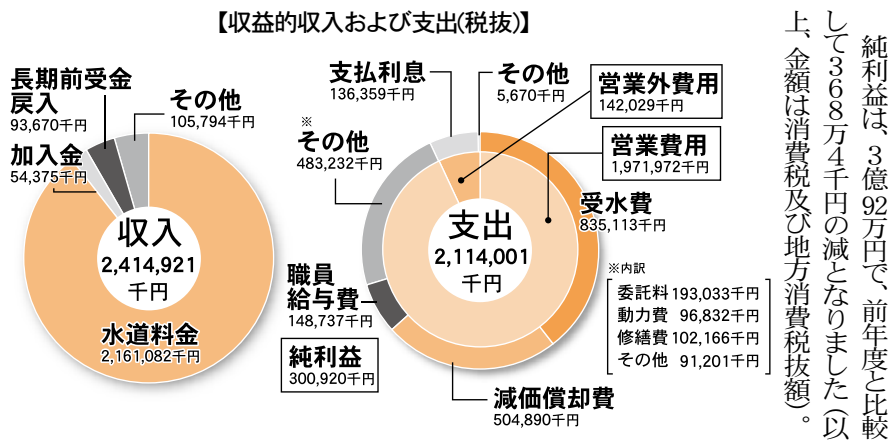 純利益は、3億92万円で、前年度と比較
して368万4千円の減となりました（以
上、金額は消費税及び地方消費税抜額）。
【収益的収入および支出(税抜)】
長期前受金
戻入
93,670千円
その他
105,794千円
加入金
54,375千円
収入
2,414,921
千円
水道料金
2,161,082千円
支払利息
136,359千円
その他
5,670千円
営業外費用
142,029千円
営業費用
1,971,972千円
※
その他
483,232千円
受水費
835,113千円
支出
2,114,001
千円
職員
給与費
148,737千円
純利益
300,920千円
減価償却費
504,890千円
※内訳
委託料 193,033千円
動力費 96,832千円
修繕費 102,166千円
その他 91,201千円